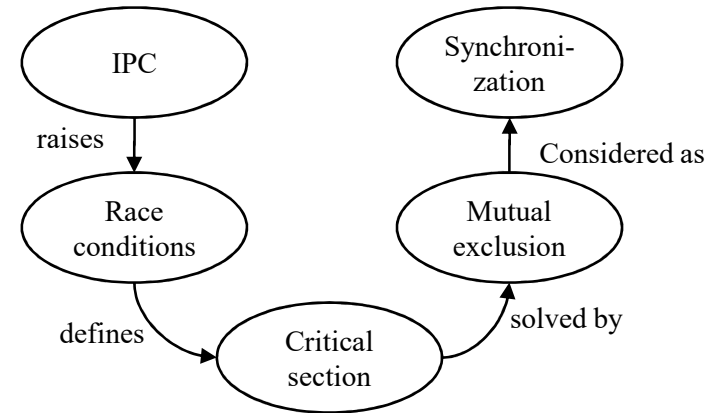 IPC
raises
Race
conditions
defines
Critical
section
solved by
Mutual
exclusion
Considered as
Synchroni-
zation